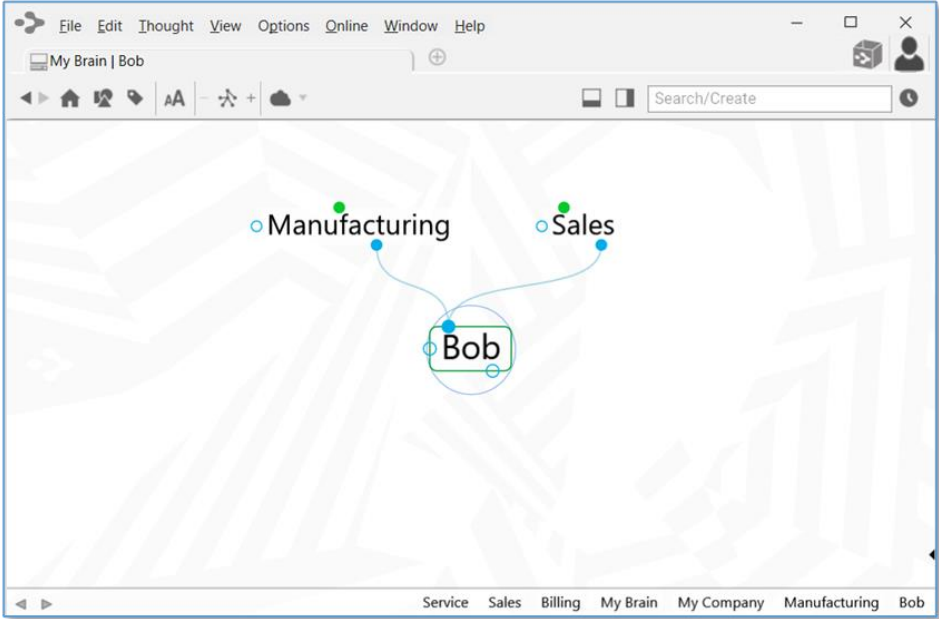 File Edit Thought View Options Online Window Help
My Brain | Bob
AA
Search/Create
Manufacturing Sales
Bob
Service Sales Billing My Brain My Company Manufacturing Bob